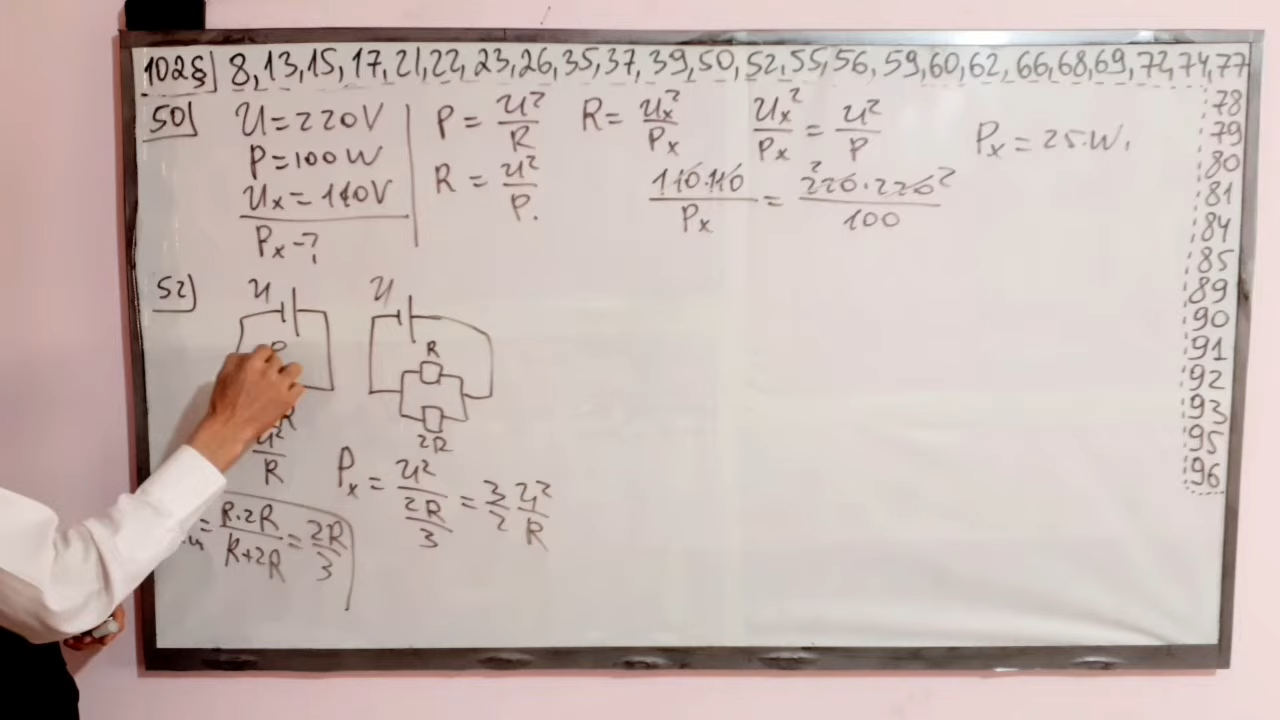 102§] 8,13,15,17,21,22,23,26,35,37,39,50,52,55,56,59,60,62,66,68,69,72,74,77
78
79
80
81
84
85
89
90
91
92
93
95
96
50] U=220V
P=100W
Ux=110V
Px-?
P = U²/R
R = U²/P.
R = Ux²/Px
Ux²/Px = U²/P
110·110/Px = 220·220/100
Px = 25·W.
52] U
U
R
2R
U²/R
Px = U²/(2R/3) = 3/2 U²/R
= R·2R/(R+2R) = 2R/3